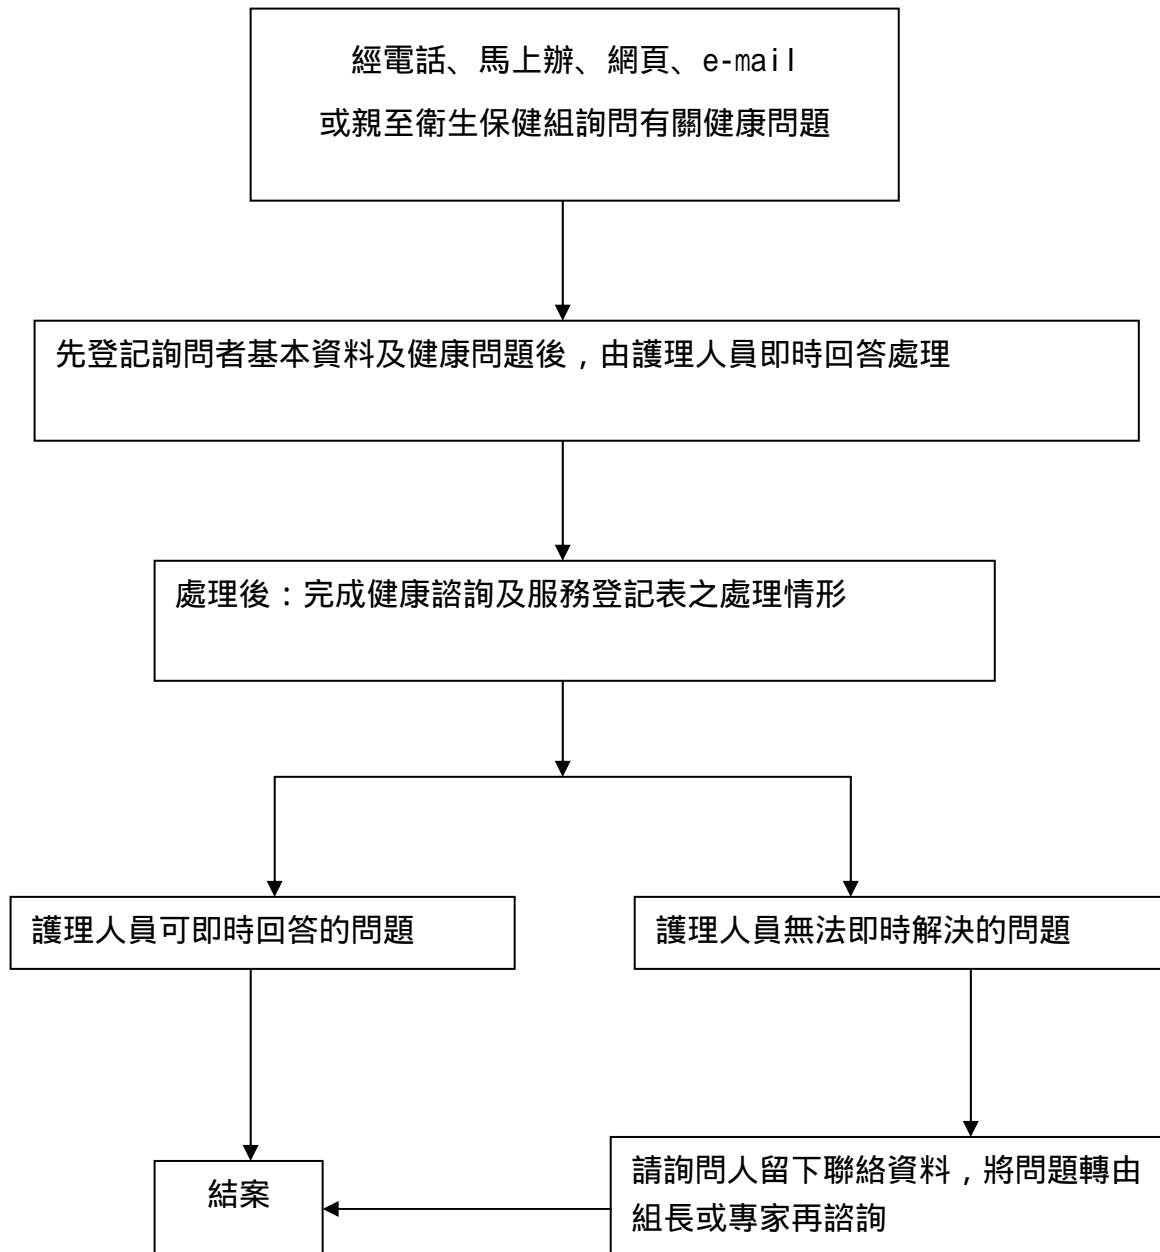 經電話、馬上辦、網頁、e-mail
或親至衛生保健組詢問有關健康問題
先登記詢問者基本資料及健康問題後，由護理人員即時回答處理
處理後：完成健康諮詢及服務登記表之處理情形
護理人員可即時回答的問題
護理人員無法即時解決的問題
結案
請詢問人留下聯絡資料，將問題轉由
組長或專家再諮詢